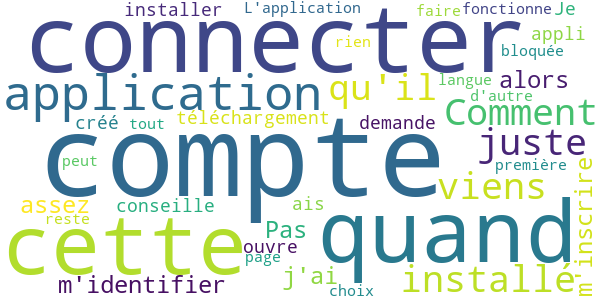 installer L'application faire fonctionne Je
connecter rien appli
bloquée
application qu'il langue alors
d'autre
créé tout téléchargement demande Comment
compte juste
peut première
assez conseille ais viens
reste
cette Pas quand m'inscrire
ouvre
page
m'identifier j'ai choix installé